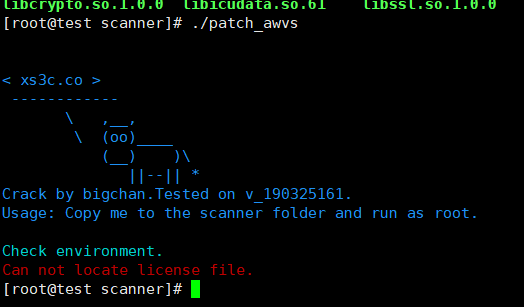 libcrypto.so.1.0.0  libicudata.so.61    libssl.so.1.0.0
[root@test scanner]# ./patch_awvs
< xs3c.co >
 ------------
       \   ,__,
        \  (oo)____
           (__)    )\
              ||--|| *
Crack by bigchan.Tested on v_190325161.
Usage: Copy me to the scanner folder and run as root.
Check environment.
Can not locate license file.
[root@test scanner]#